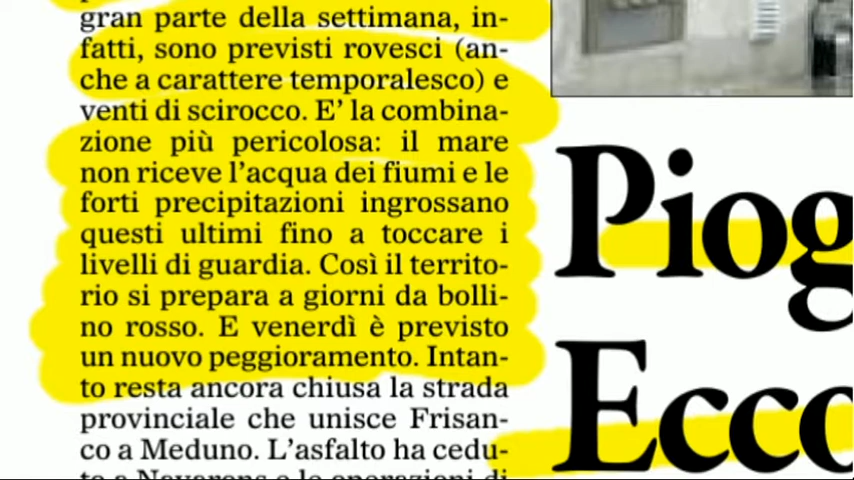 gran parte della settimana, in-
fatti, sono previsti rovesci (an-
che a carattere temporalesco) e
venti di scirocco. E' la combina-
zione più pericolosa: il mare
non riceve l'acqua dei fiumi e le
forti precipitazioni ingrossano
questi ultimi fino a toccare i
livelli di guardia. Così il territo-
rio si prepara a giorni da bolli-
no rosso. E venerdì è previsto
un nuovo peggioramento. Intan-
to resta ancora chiusa la strada
provinciale che unisce Frisan-
co a Meduno. L'asfalto ha cedu-
Piog
Ecco